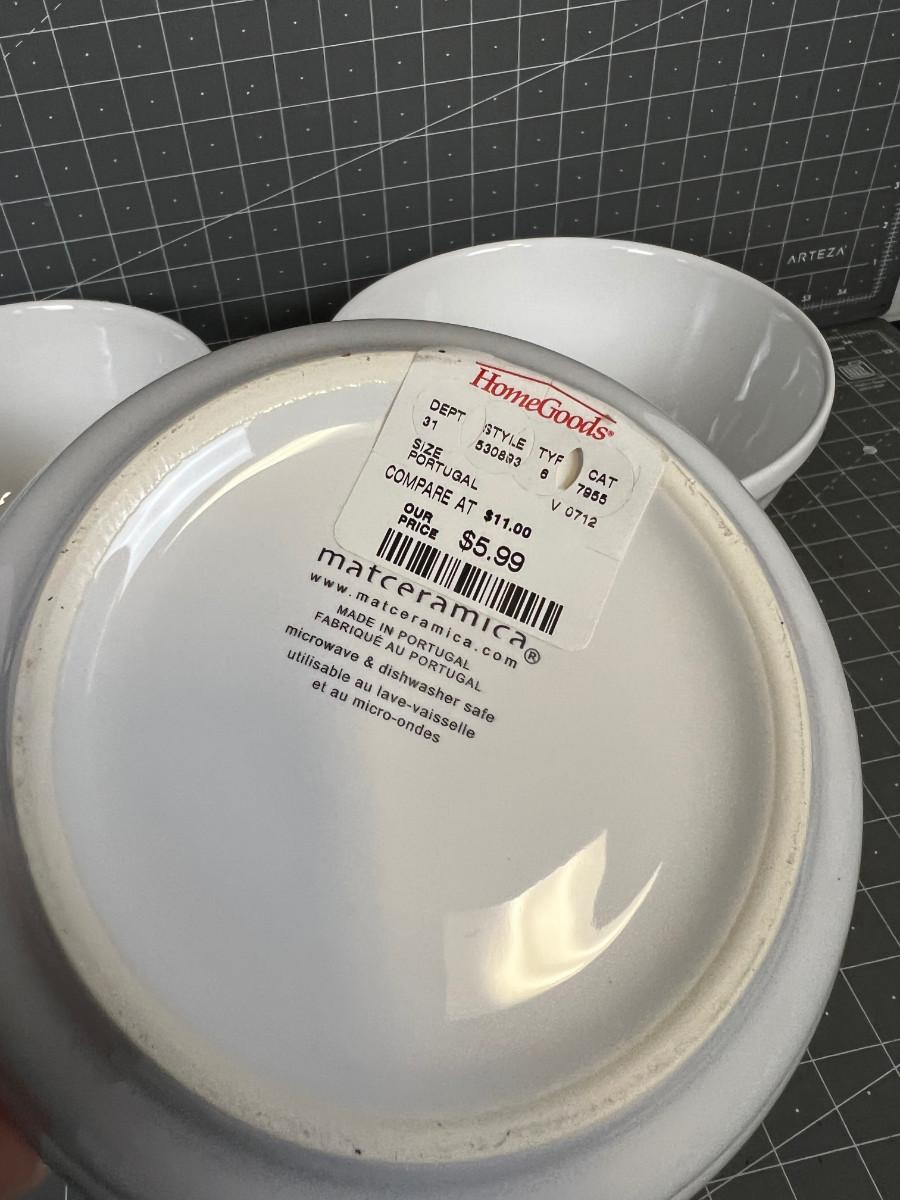 HomeGoods®
DEPT STYLE TYP CAT
31 530893 6 7955
SIZE V 0712
PORTUGAL
COMPARE AT $11.00
OUR PRICE $5.99
matceramica®
www.matceramica.com
MADE IN PORTUGAL
FABRIQUÉ AU PORTUGAL
microwave & dishwasher safe
utilisable au lave-vaisselle
et au micro-ondes
ARTEZA